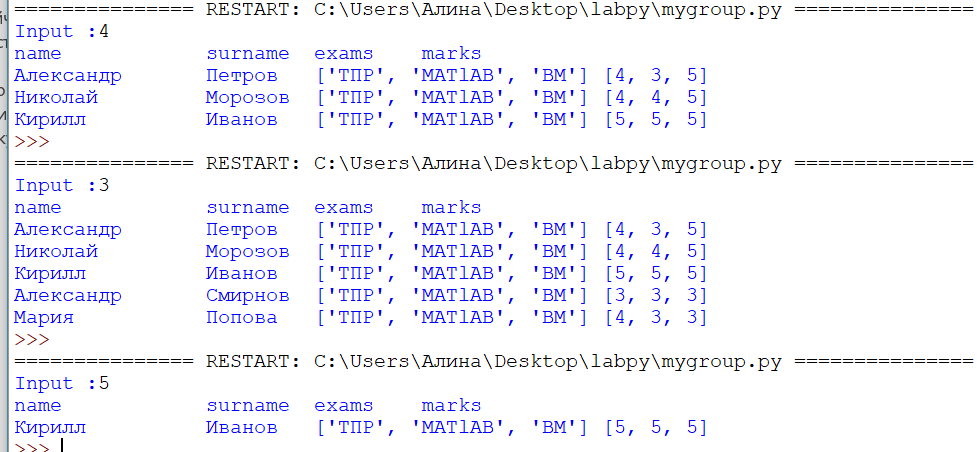 =============== RESTART: C:\Users\Алина\Desktop\labpy\mygroup.py ===============
Input :4
name            surname  exams    marks
Александр       Петров   ['ТПР', 'MATlAB', 'ВМ'] [4, 3, 5]
Николай         Морозов  ['ТПР', 'MATlAB', 'ВМ'] [4, 4, 5]
Кирилл          Иванов   ['ТПР', 'MATlAB', 'ВМ'] [5, 5, 5]
>>>
=============== RESTART: C:\Users\Алина\Desktop\labpy\mygroup.py ===============
Input :3
name            surname  exams    marks
Александр       Петров   ['ТПР', 'MATlAB', 'ВМ'] [4, 3, 5]
Николай         Морозов  ['ТПР', 'MATlAB', 'ВМ'] [4, 4, 5]
Кирилл          Иванов   ['ТПР', 'MATlAB', 'ВМ'] [5, 5, 5]
Александр       Смирнов  ['ТПР', 'MATlAB', 'ВМ'] [3, 3, 3]
Мария           Попова   ['ТПР', 'MATlAB', 'ВМ'] [4, 3, 3]
>>>
=============== RESTART: C:\Users\Алина\Desktop\labpy\mygroup.py ===============
Input :5
name            surname  exams    marks
Кирилл          Иванов   ['ТПР', 'MATlAB', 'ВМ'] [5, 5, 5]
>>>